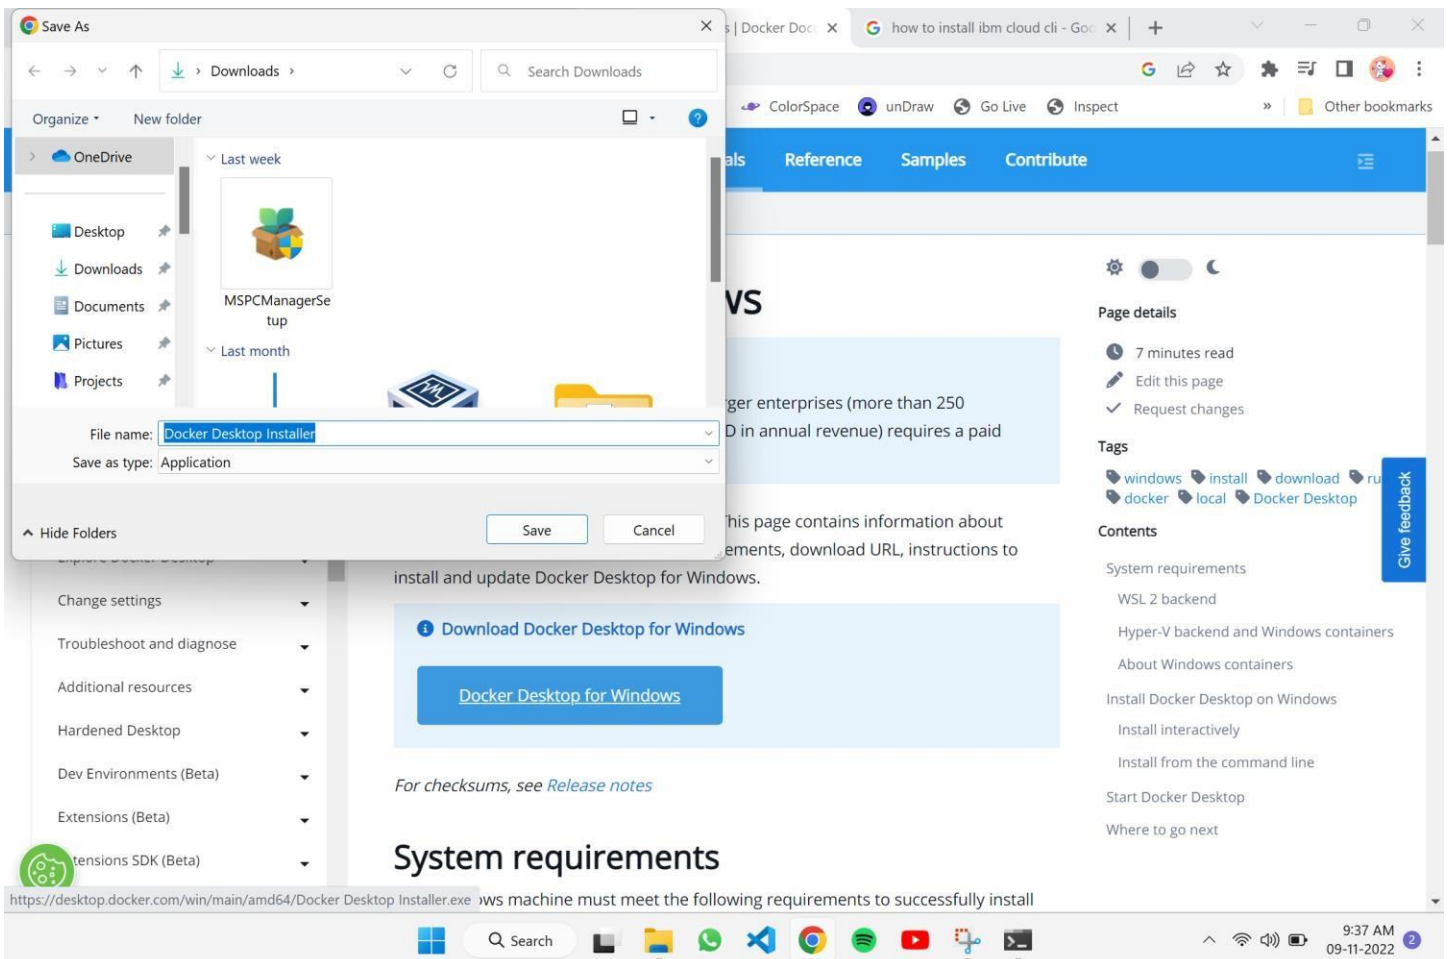 Save As
s | Docker Doc
how to install ibm cloud cli - Goo
Downloads
Search Downloads
Organize
New folder
ColorSpace
unDraw
Go Live
Inspect
»
Other bookmarks
OneDrive
Desktop
Downloads
Documents
Pictures
Projects
Last week
MSPCManagerSe
tup
Last month
File name: Docker Desktop Installer
Save as type: Application
Hide Folders
Save
Cancel
als
Reference
Samples
Contribute
ws
rger enterprises (more than 250
D in annual revenue) requires a paid
This page contains information about
ements, download URL, instructions to
install and update Docker Desktop for Windows.
Download Docker Desktop for Windows
Docker Desktop for Windows
For checksums, see Release notes
System requirements
ows machine must meet the following requirements to successfully install
Change settings
Troubleshoot and diagnose
Additional resources
Hardened Desktop
Dev Environments (Beta)
Extensions (Beta)
tensions SDK (Beta)
https://desktop.docker.com/win/main/amd64/Docker Desktop Installer.exe
Page details
7 minutes read
Edit this page
Request changes
Tags
windows install download ru
docker local Docker Desktop
Contents
System requirements
WSL 2 backend
Hyper-V backend and Windows containers
About Windows containers
Install Docker Desktop on Windows
Install interactively
Install from the command line
Start Docker Desktop
Where to go next
Give feedback
Search
9:37 AM
09-11-2022
2